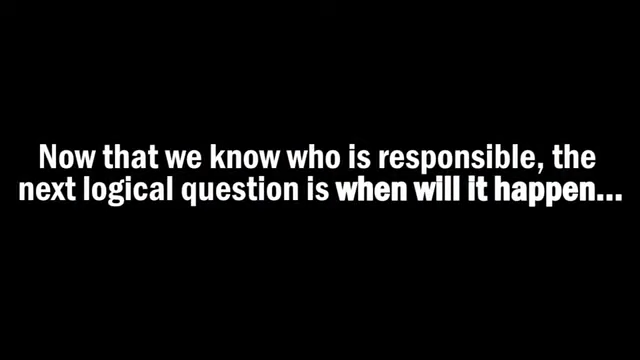 Now that we know who is responsible, the
next logical question is when will it happen...